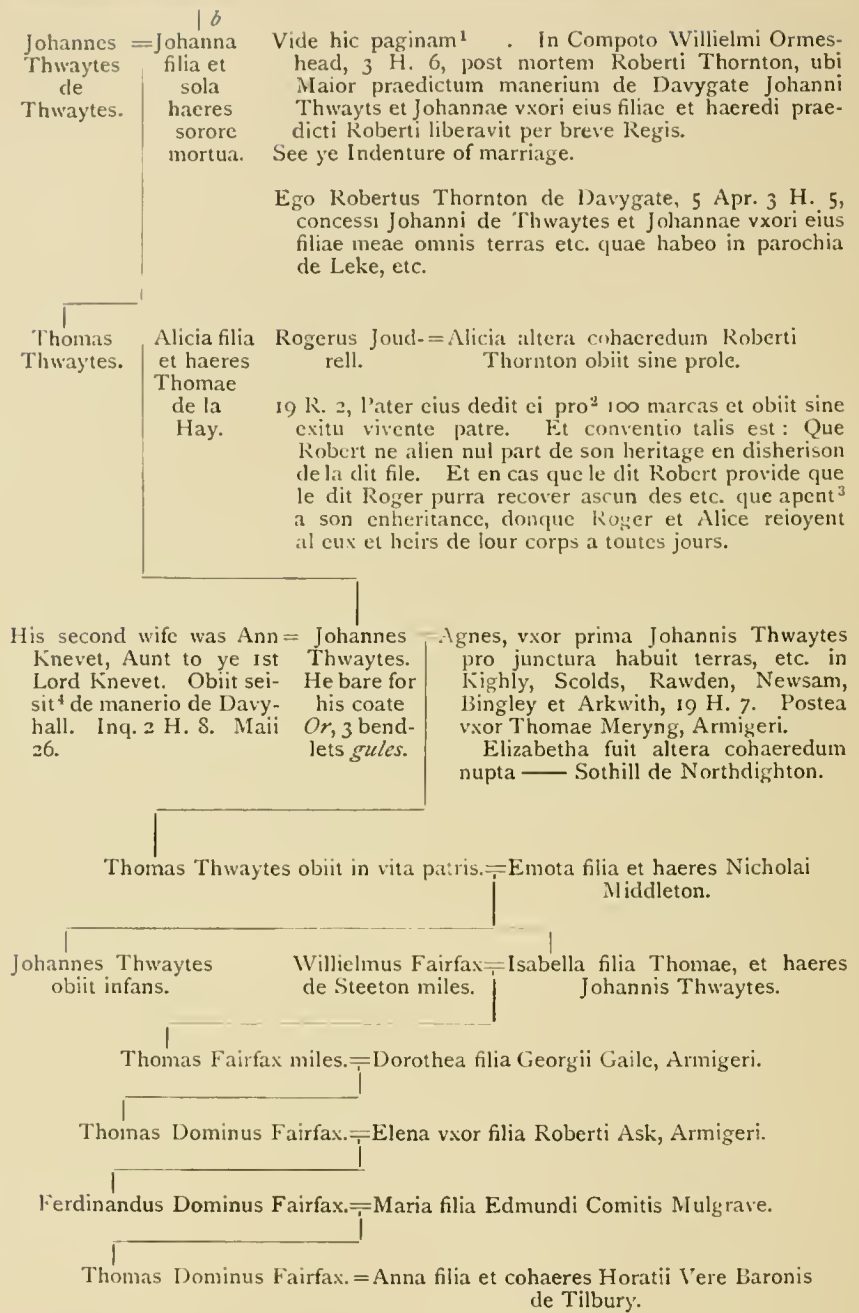 b
Johannes = Johanna
Thwaytes filia et
de sola
Thwaytes. haeres
sorore
mortua.
Vide hic paginam¹ . In Compoto Willielmi Ormes-
head, 3 H. 6, post mortem Roberti Thornton, ubi
Maior praedictum manerium de Davygate Johanni
Thwayts et Johannae vxori eius filiae et haeredi prae-
dicti Roberti liberavit per breve Regis.
See ye Indenture of marriage.
Ego Robertus Thornton de Davygate, 5 Apr. 3 H. 5,
concessi Johanni de Thwaytes et Johannae vxori eius
filiae meae omnis terras etc. quae habeo in parochia
de Leke, etc.
Thomas
Thwaytes.
Alicia filia
et haeres
Thomae
de la
Hay.
Rogerus Joud- = Alicia altera cohaeredum Roberti
rell. Thornton obiit sine prole.
19 R. 2, Pater eius dedit ei pro² 100 marcas et obiit sine
exitu vivente patre. Et conventio talis est : Que
Robert ne alien nul part de son heritage en disherison
de la dit file. Et en cas que le dit Robert provide que
le dit Roger purra recover ascun des etc. que apent³
a son enheritance, donque Roger et Alice reioyent
al eux et heirs de lour corps a toutes jours.
His second wife was Ann =
Knevet, Aunt to ye 1st
Lord Knevet. Obiit sei-
sit⁴ de manerio de Davy-
hall. Inq. 2 H. 8. Maii
26.
Johannes
Thwaytes.
He bare for
his coate
Or, 3 bend-
lets gules.
Agnes, vxor prima Johannis Thwaytes
pro junctura habuit terras, etc. in
Kighly, Scolds, Rawden, Newsam,
Bingley et Arkwith, 19 H. 7. Postea
vxor Thomae Meryng, Armigeri.
Elizabetha fuit altera cohaeredum
nupta —— Sothill de Northdighton.
Thomas Thwaytes obiit in vita patris. = Emota filia et haeres Nicholai
Middleton.
Johannes Thwaytes
obiit infans.
Willielmus Fairfax = Isabella filia Thomae, et haeres
de Steeton miles. Johannis Thwaytes.
Thomas Fairfax miles. = Dorothea filia Georgii Gaile, Armigeri.
Thomas Dominus Fairfax. = Elena vxor filia Roberti Ask, Armigeri.
Ferdinandus Dominus Fairfax. = Maria filia Edmundi Comitis Mulgrave.
Thomas Dominus Fairfax. = Anna filia et cohaeres Horatii Vere Baronis
de Tilbury.